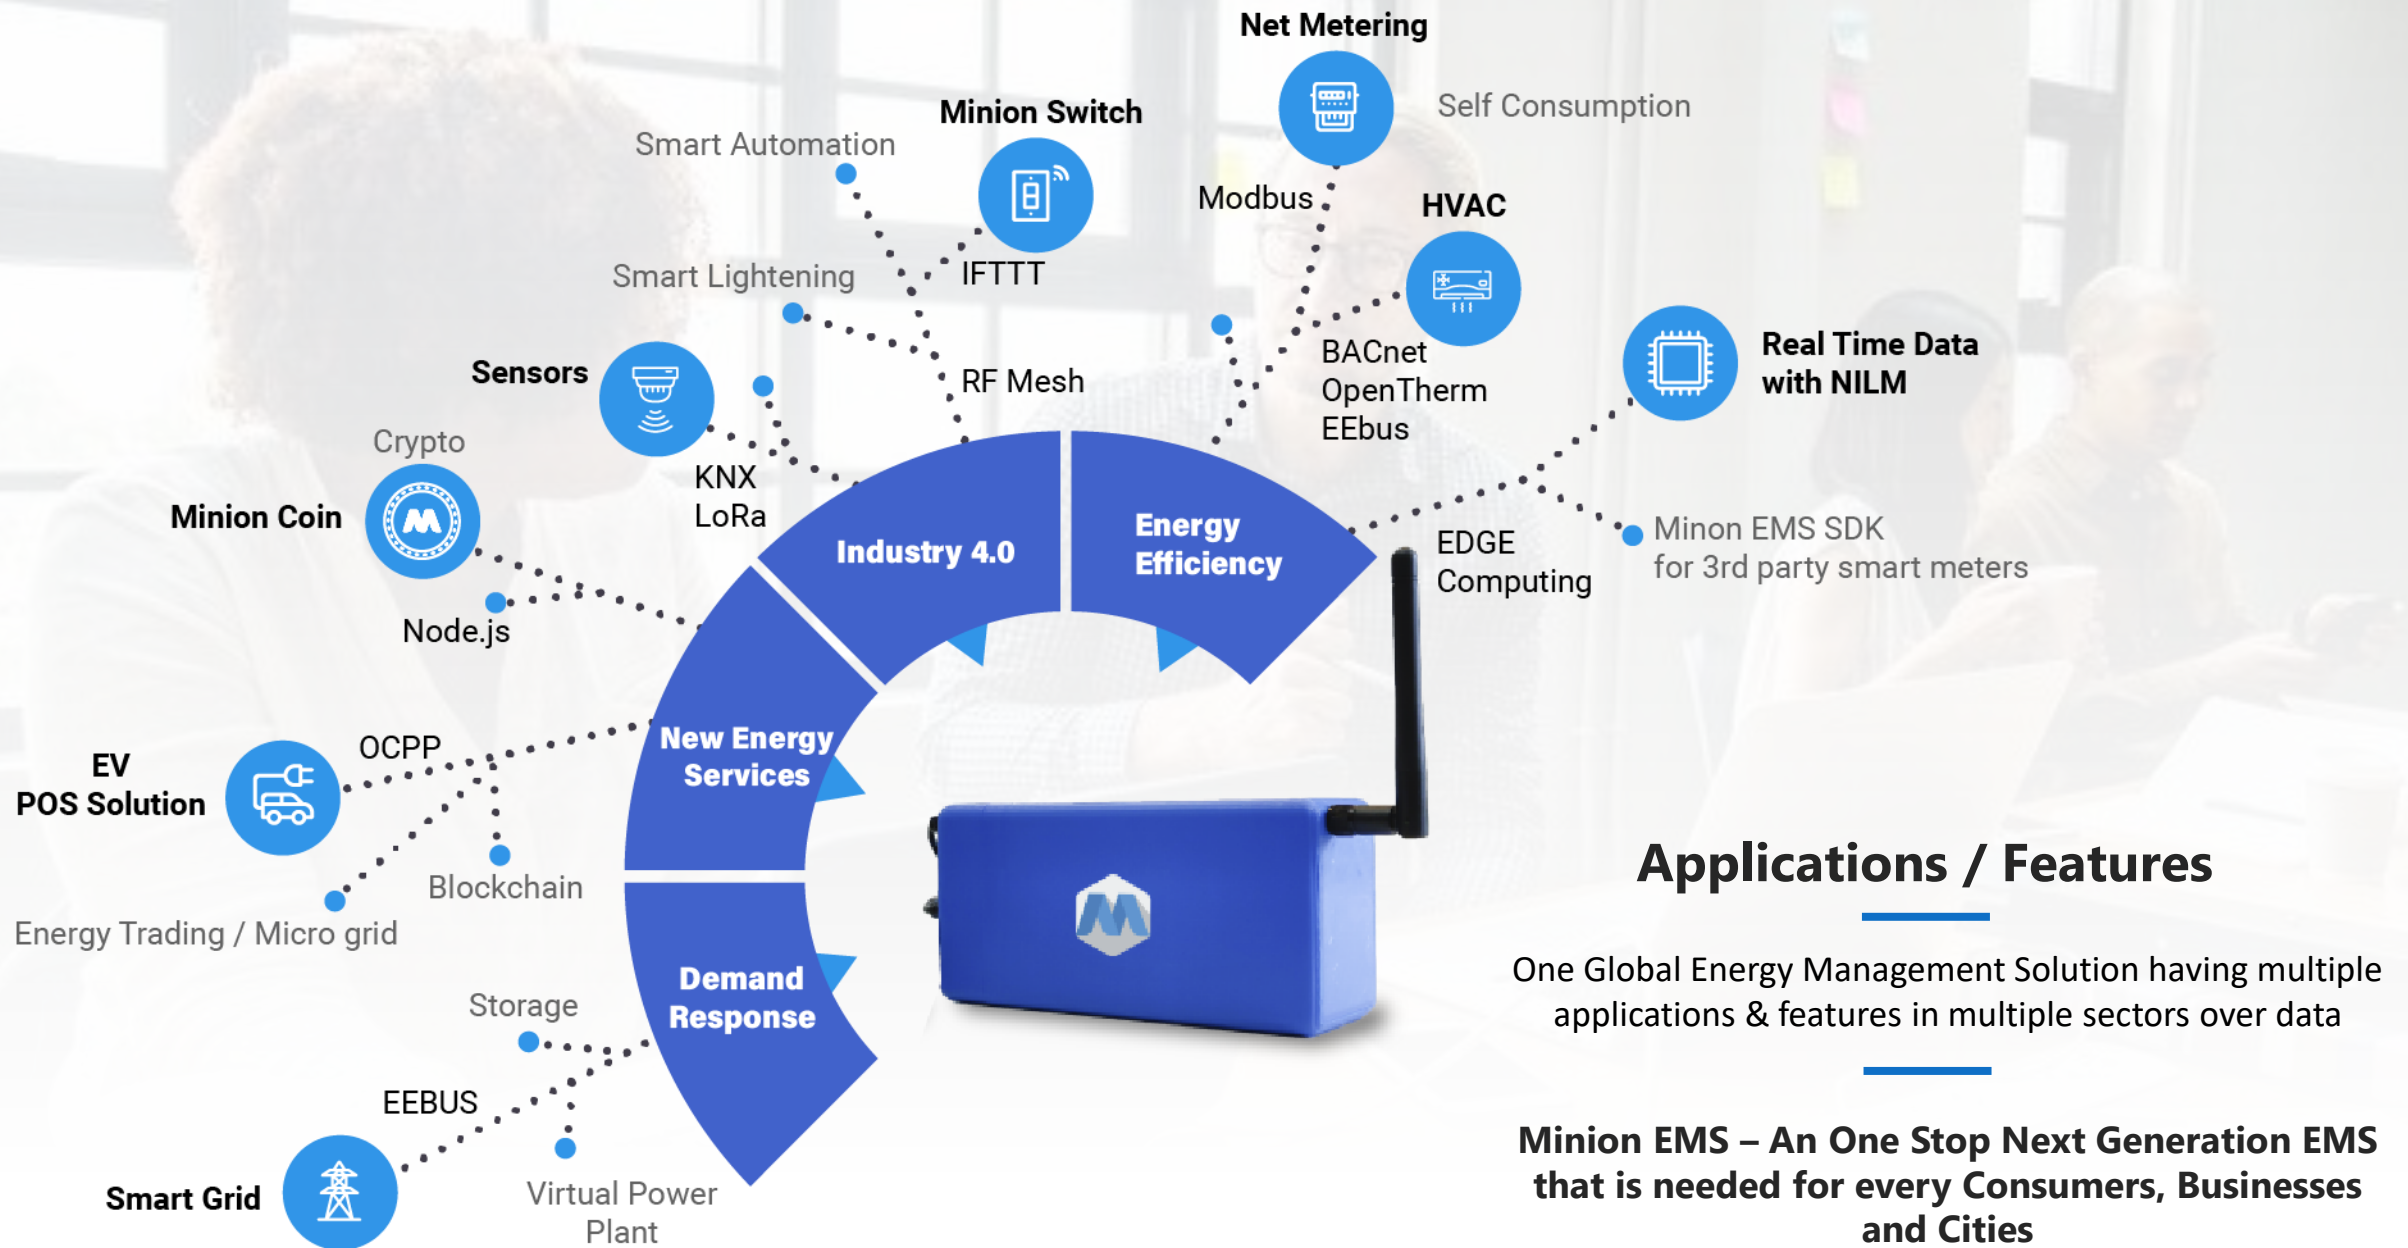 Net Metering
Self Consumption
Minion Switch
Smart Automation
Modbus
HVAC
IFTTT
Smart Lightening
Real Time Data
with NILM
BACnet
OpenTherm
EEbus
Sensors
RF Mesh
Crypto
KNX
LoRa
Minion Coin
Energy
Efficiency
Industry 4.0
EDGE
Computing
Minon EMS SDK
for 3rd party smart meters
Node.js
OCPP
New Energy
Services
EV
POS Solution
Blockchain
Energy Trading / Micro grid
Applications / Features
One Global Energy Management Solution having multiple
applications & features in multiple sectors over data
Demand
Response
Storage
EEBUS
Minion EMS – An One Stop Next Generation EMS
that is needed for every Consumers, Businesses
and Cities
Smart Grid
Virtual Power
Plant